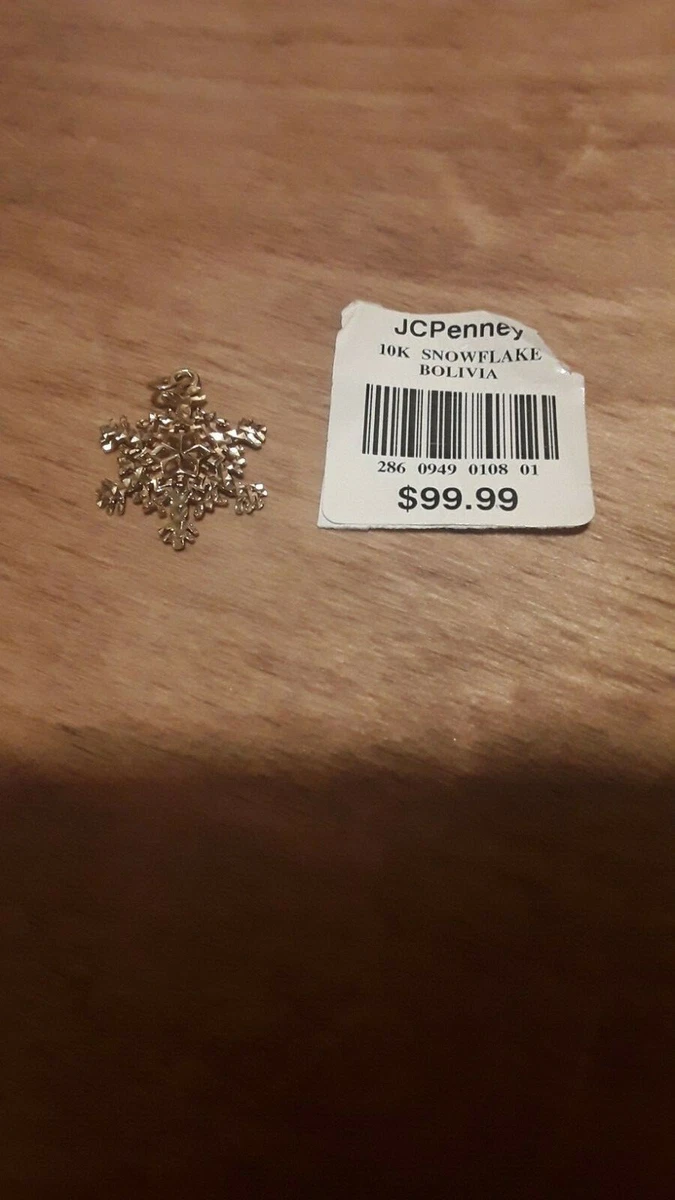 JCPenney
10K SNOWFLAKE
BOLIVIA
286 0949 0108 01
$99.99